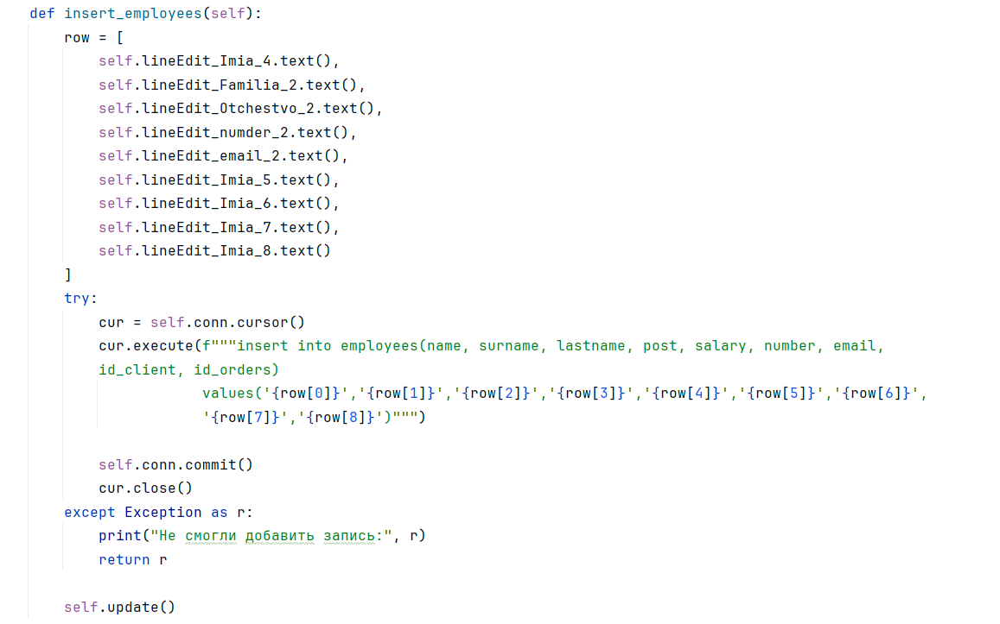 def insert_employees(self):
    row = [
        self.lineEdit_Imia_4.text(),
        self.lineEdit_Familia_2.text(),
        self.lineEdit_Otchestvo_2.text(),
        self.lineEdit_numder_2.text(),
        self.lineEdit_email_2.text(),
        self.lineEdit_Imia_5.text(),
        self.lineEdit_Imia_6.text(),
        self.lineEdit_Imia_7.text(),
        self.lineEdit_Imia_8.text()
    ]
    try:
        cur = self.conn.cursor()
        cur.execute(f"""insert into employees(name, surname, lastname, post, salary, number, email,
        id_client, id_orders)
                    values('{row[0]}','{row[1]}','{row[2]}','{row[3]}','{row[4]}','{row[5]}','{row[6]}',
                    '{row[7]}','{row[8]}')""")
        self.conn.commit()
        cur.close()
    except Exception as r:
        print("Не смогли добавить запись:", r)
        return r
    self.update()